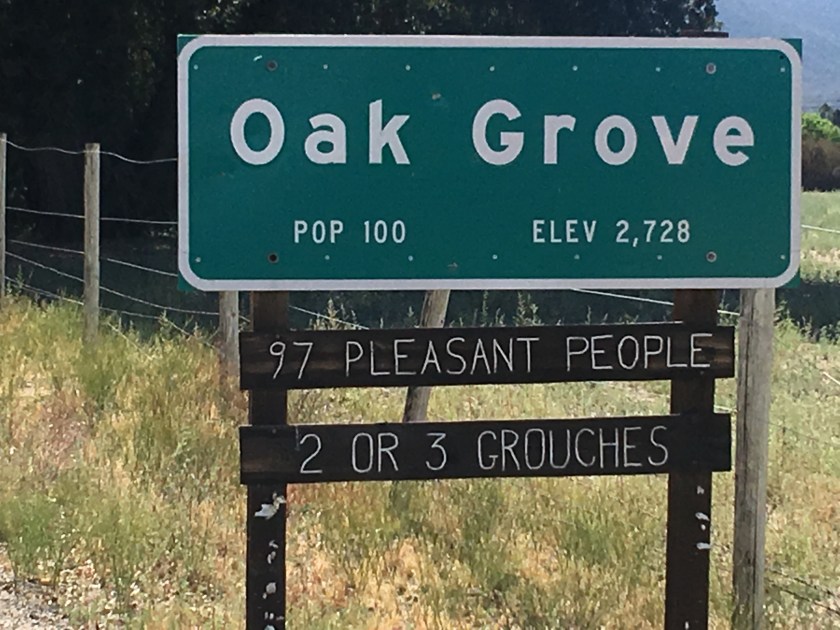 Oak Grove
POP 100 ELEV 2,728
97 PLEASANT PEOPLE
2 OR 3 GROUCHES